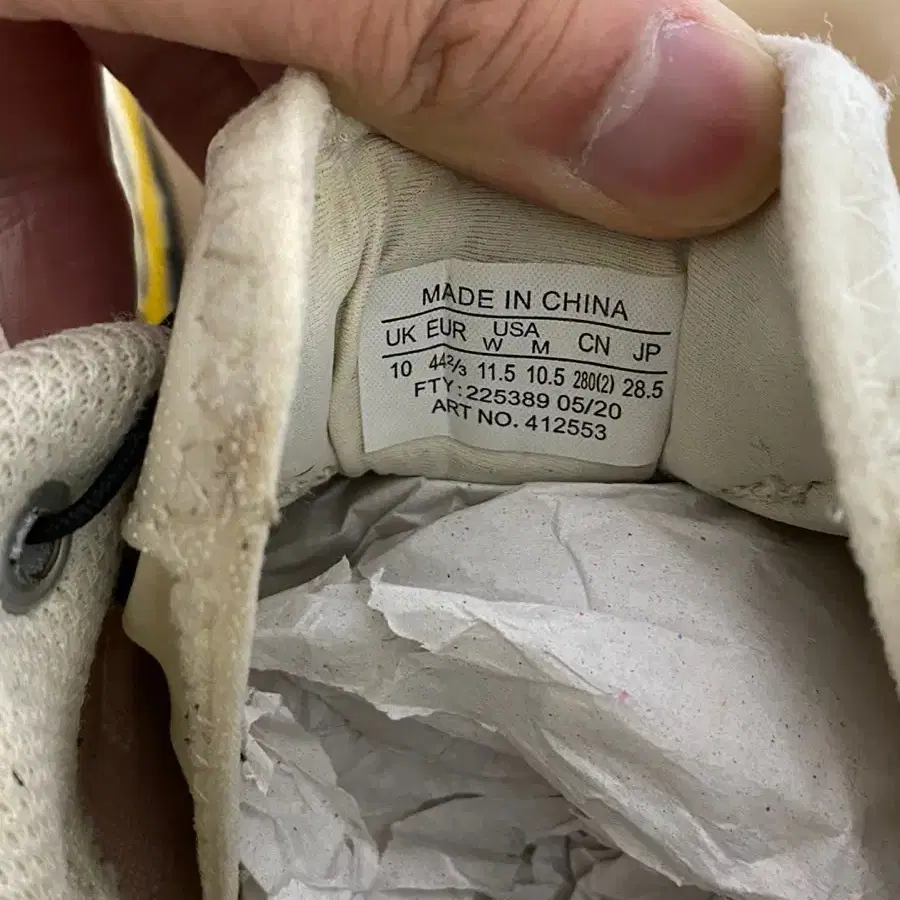 MADE IN CHINA
UK EUR USA CN JP
W M
10 44⅔ 11.5 10.5 280(2) 28.5
FTY: 225389 05/20
ART NO. 412553